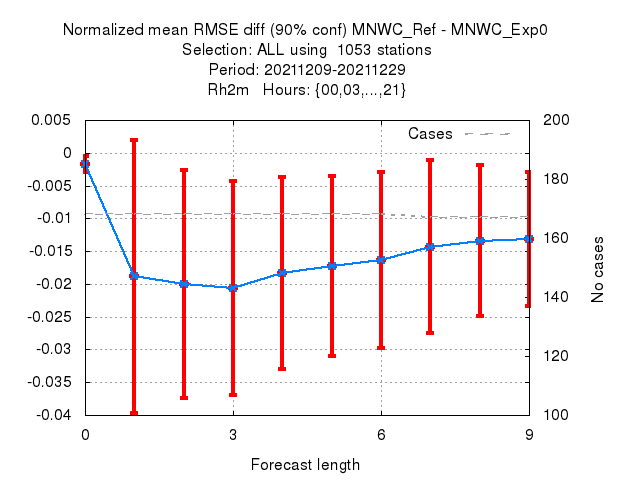 Normalized mean RMSE diff (90% conf) MNWC_Ref - MNWC_Exp0
Selection: ALL using  1053 stations
Period: 20211209-20211229
Rh2m   Hours: {00,03,...,21}
0.005
0
-0.005
-0.01
-0.015
-0.02
-0.025
-0.03
-0.035
-0.04
Cases
200
180
160
140
120
100
No cases
0 3 6 9
Forecast length